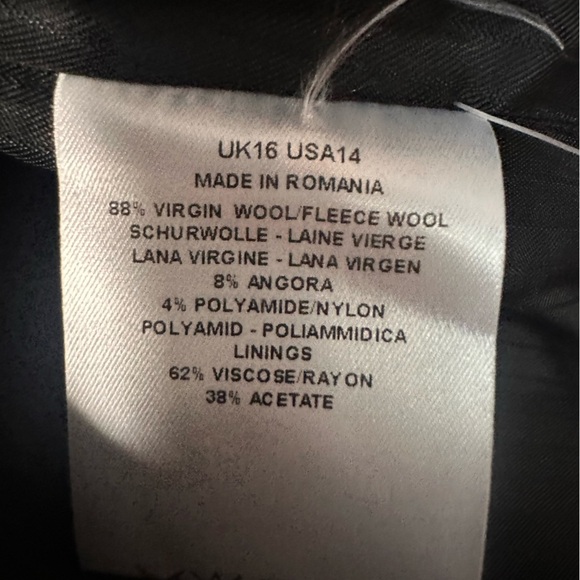 UK16 USA14
MADE IN ROMANIA
88% VIRGIN WOOL/FLEECE WOOL
SCHURWOLLE - LAINE VIERGE
LANA VIRGINE - LANA VIRGEN
8% ANGORA
4% POLYAMIDE/NYLON
POLYAMID - POLIAMMIDICA
LININGS
62% VISCOSE/RAYON
38% ACETATE